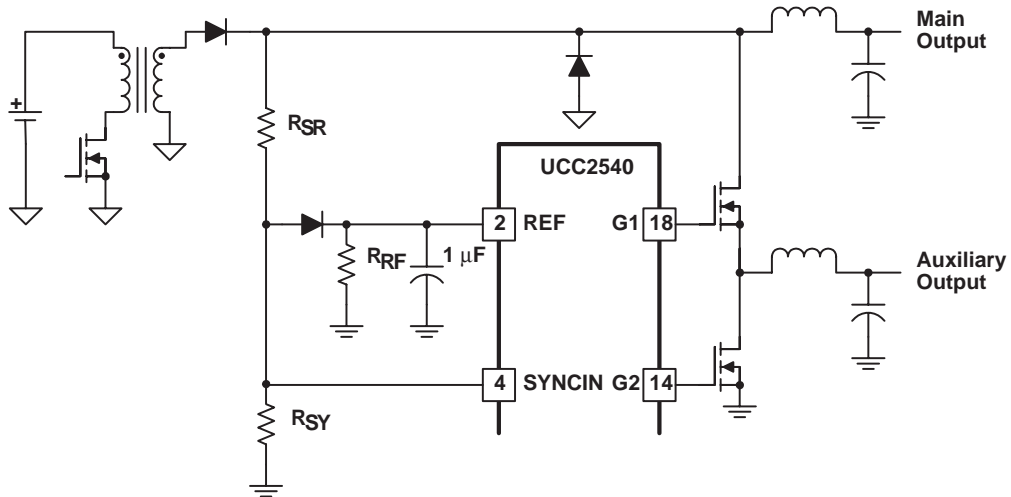 Main
Output
+
RSR
UCC2540
2 REF G1 18
RRF 1 μF
Auxiliary
Output
4 SYNCIN G2 14
RSY